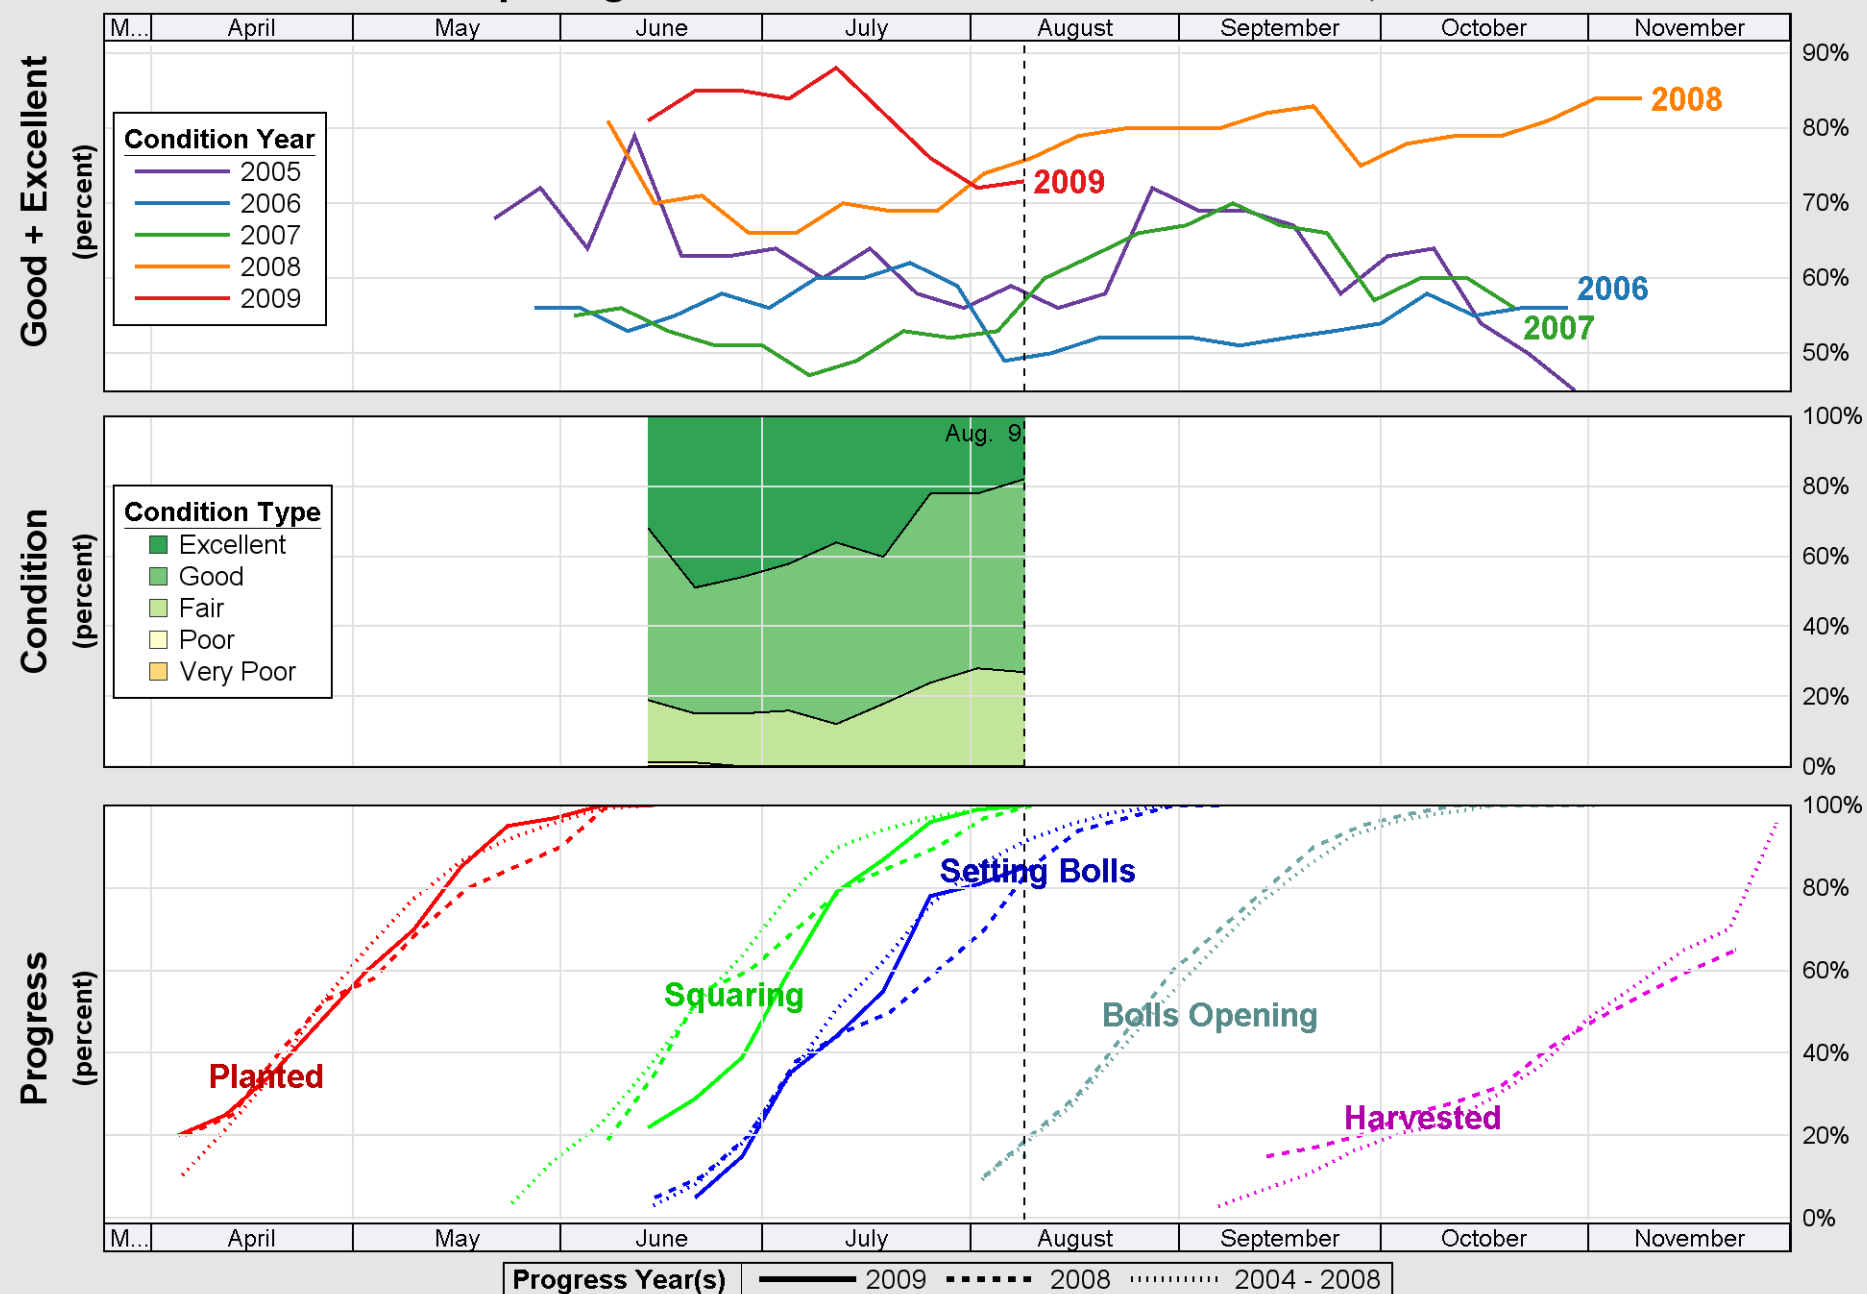 M... April May June July August September October November
Good + Excellent
(percent)
90%
80%
70%
60%
50%
Condition Year
2005
2006
2007
2008
2009
2008
2009
2006
2007
Condition
(percent)
100%
80%
60%
40%
20%
0%
Aug. 9
Condition Type
Excellent
Good
Fair
Poor
Very Poor
Progress
(percent)
100%
80%
60%
40%
20%
0%
Setting Bolls
Squaring
Bolls Opening
Planted
Harvested
M... April May June July August September October November
Progress Year(s) 2009 2008 2004 - 2008